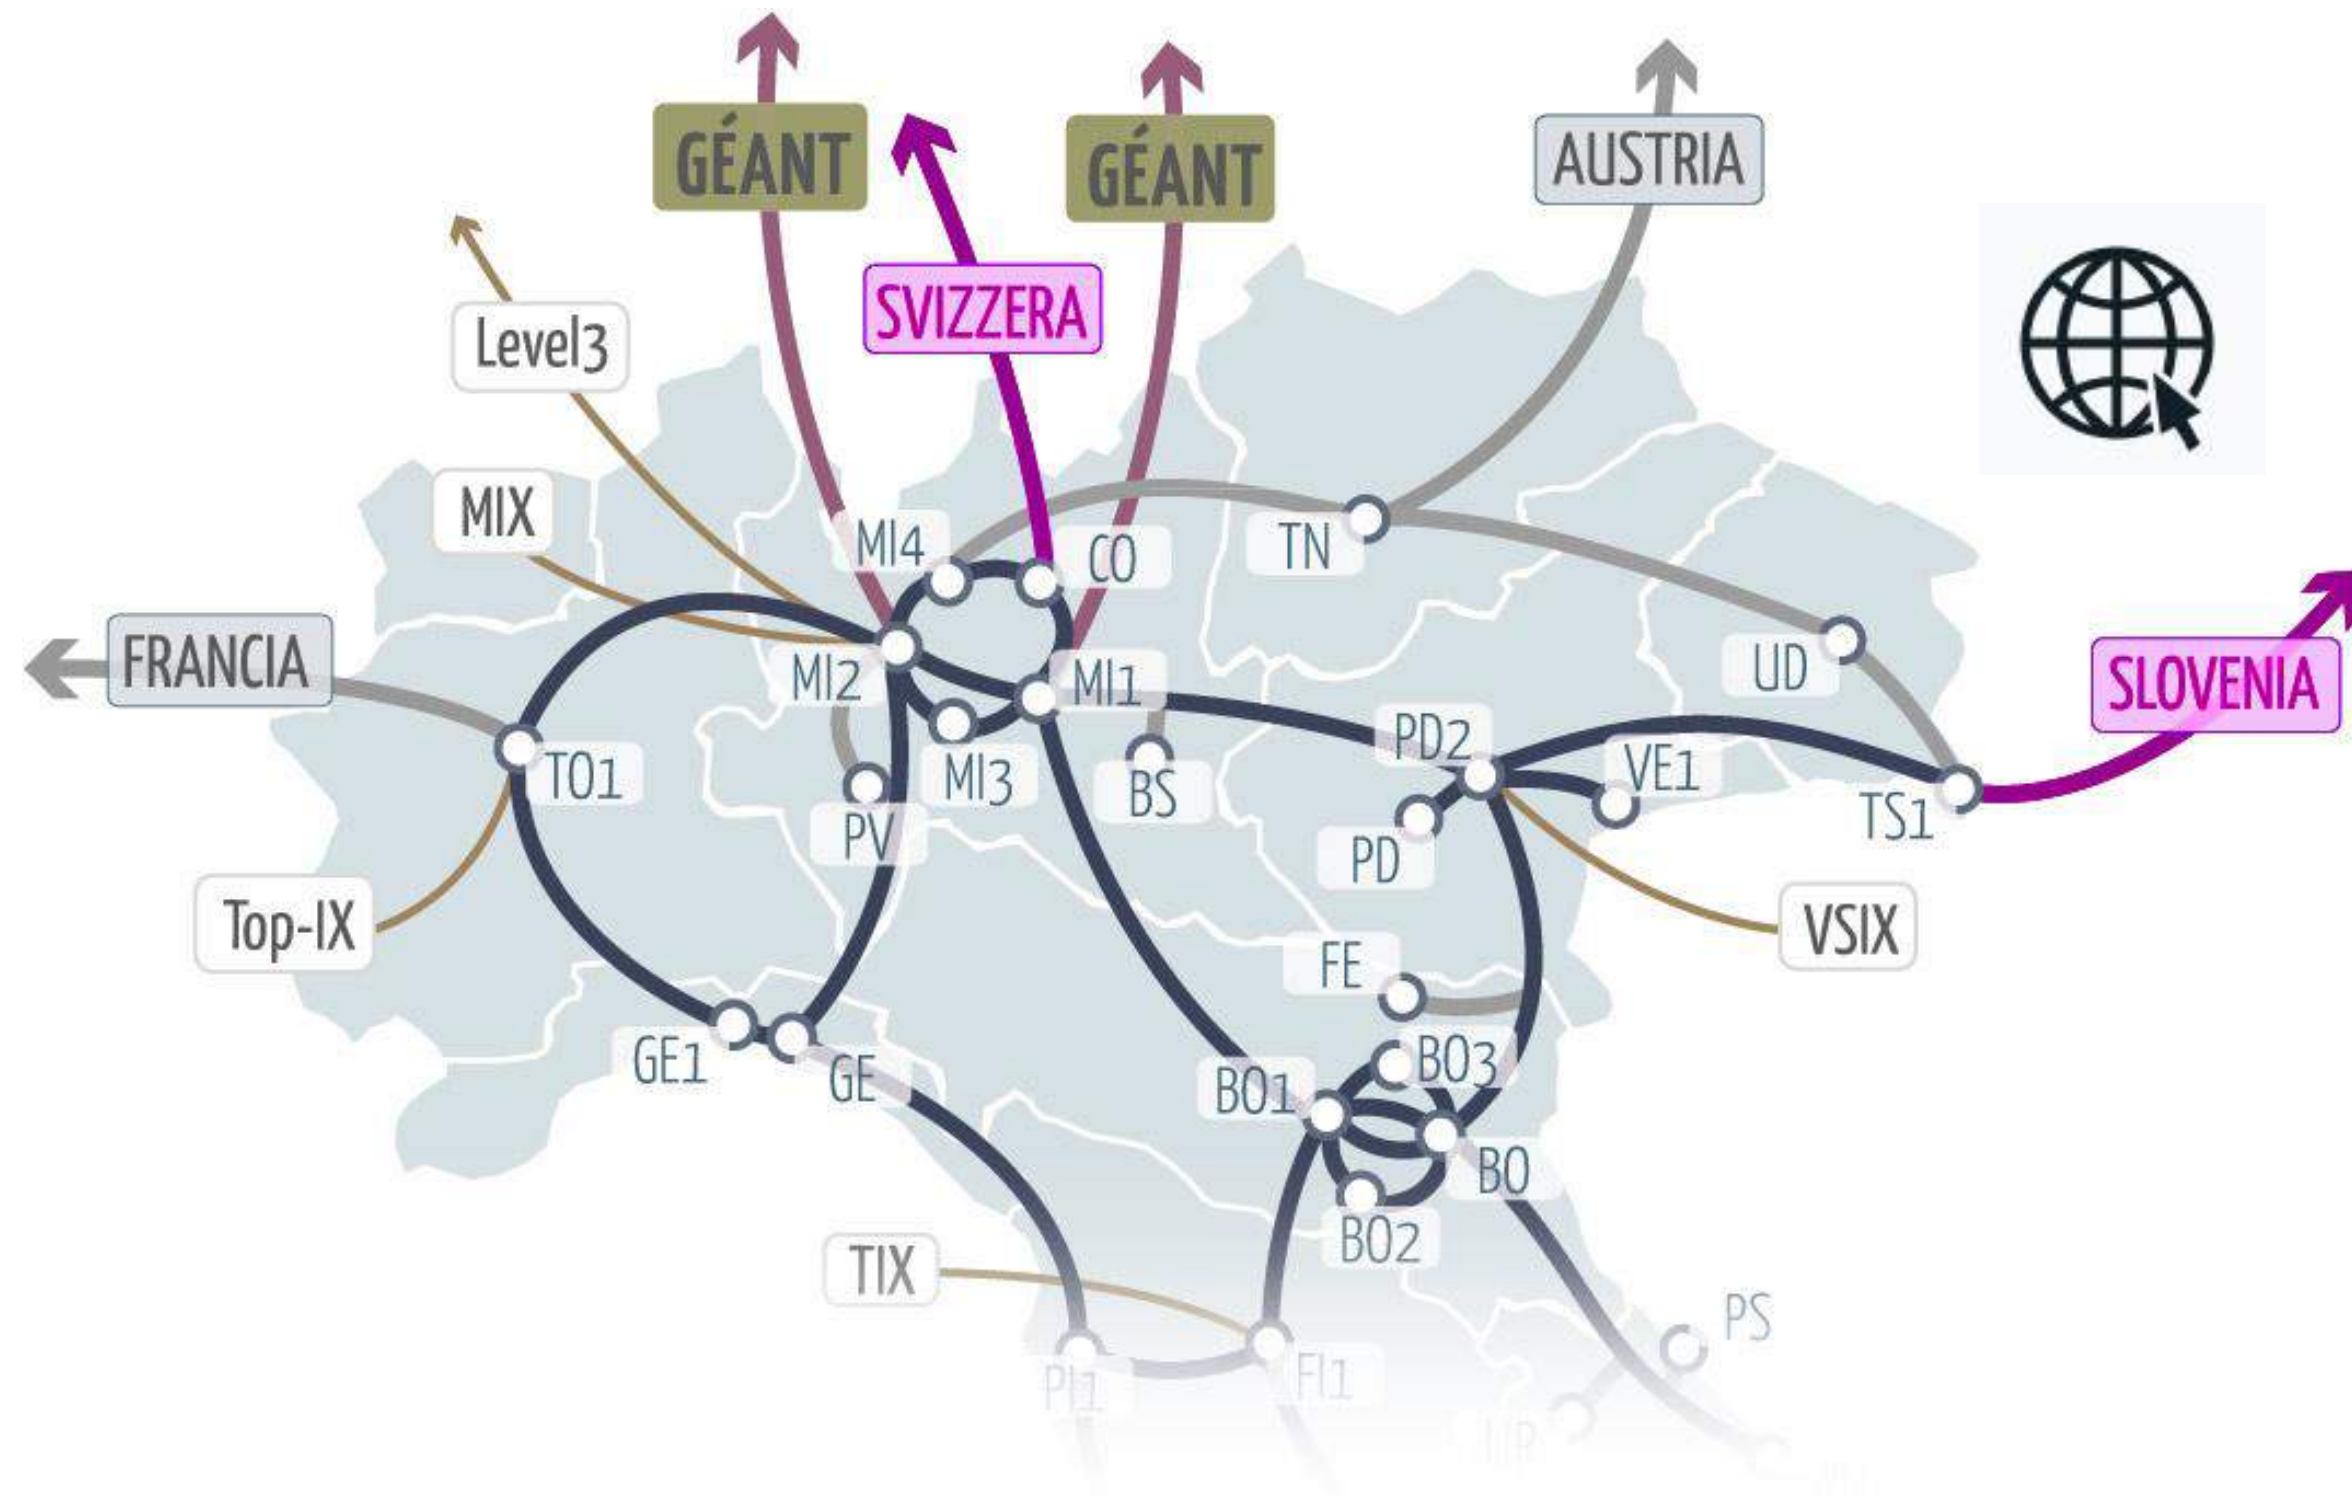 GÉANT
GÉANT
AUSTRIA
SVIZZERA
Level3
MIX
MI4
CO
TN
FRANCIA
MI2
MI1
UD
SLOVENIA
TO1
PD2
VE1
MI3
BS
TS1
PV
PD
Top-IX
VSIX
FE
GE1
GE
BO3
BO1
BO
BO2
TIX
PS
PI1
FI1